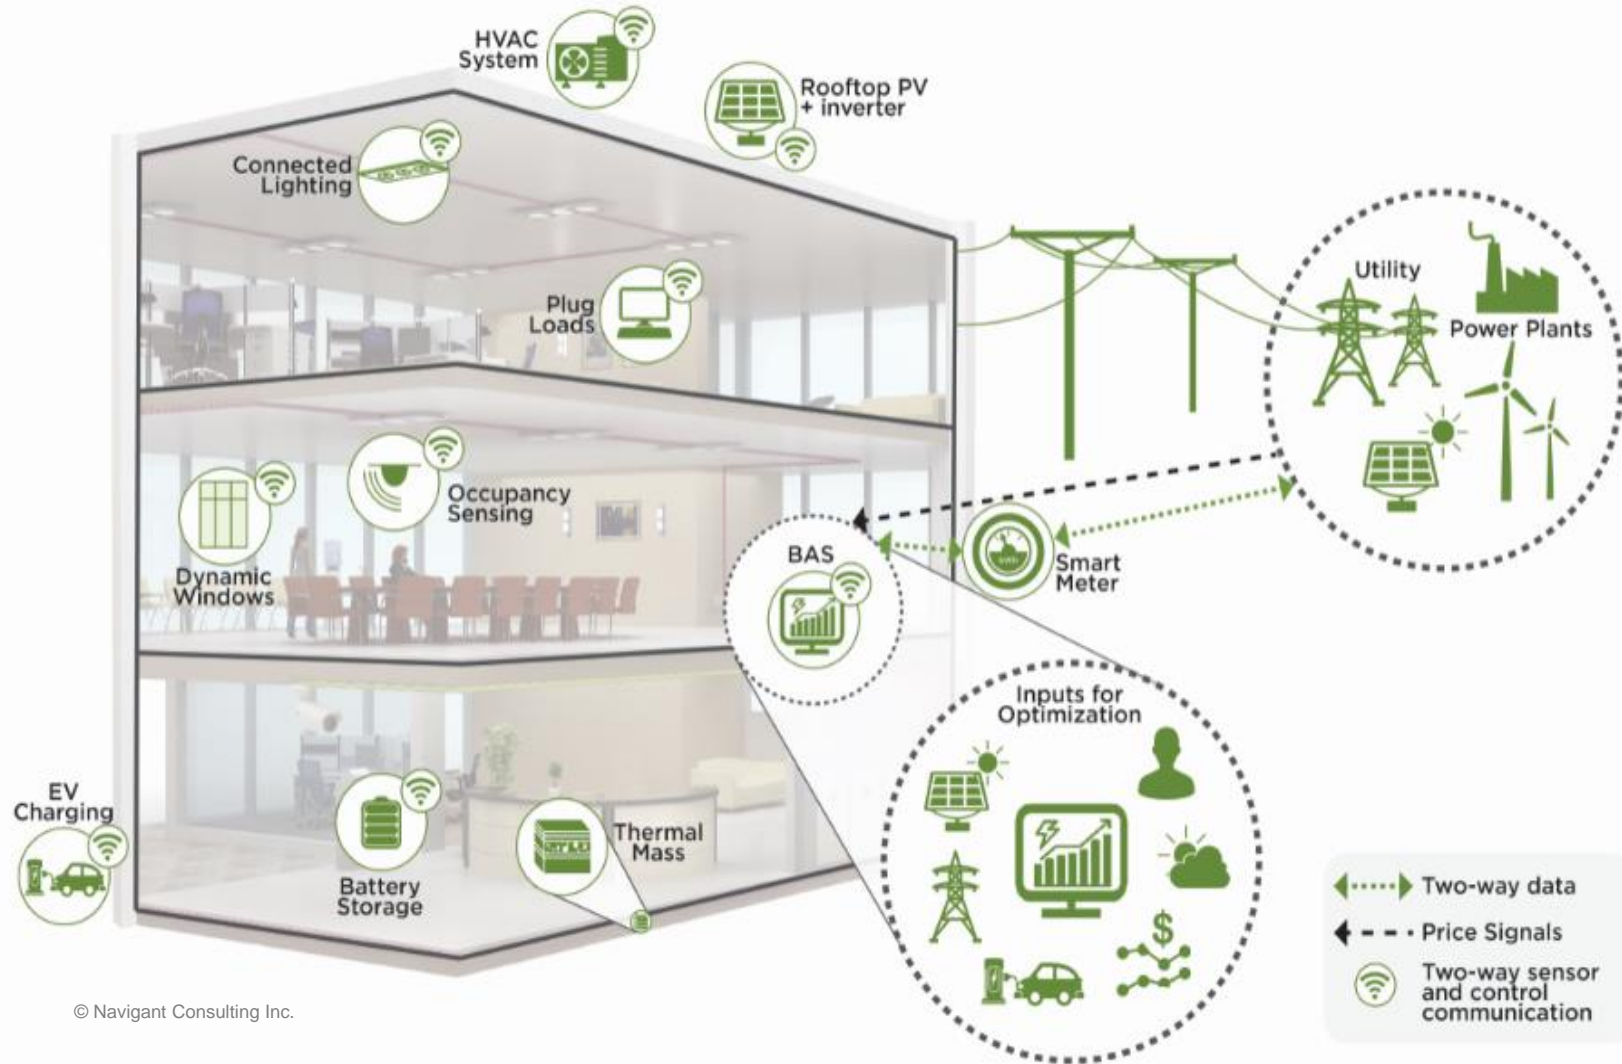 HVAC
System
Rooftop PV
+ inverter
Connected
Lighting
Plug
Loads
Utility
Power Plants
Occupancy
Sensing
Dynamic
Windows
BAS
Smart
Meter
Inputs for
Optimization
$
EV
Charging
Battery
Storage
Thermal
Mass
Two-way data
Price Signals
Two-way sensor
and control
communication
© Navigant Consulting Inc.